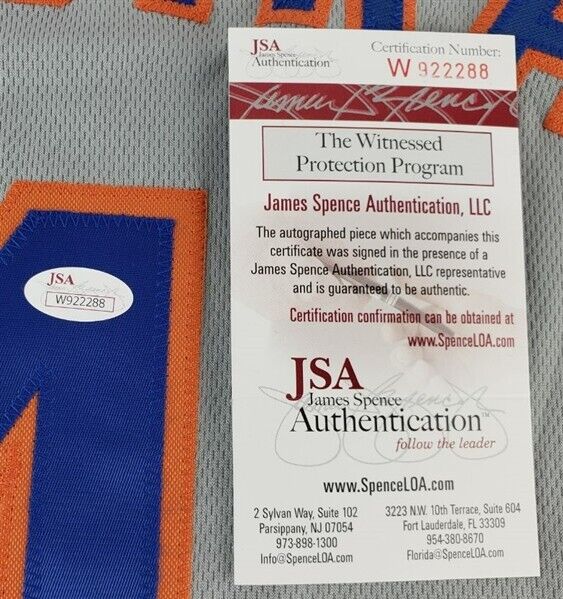 JSA
James Spence
Authentication
Certification Number:
W 922288
The Witnessed
Protection Program
James Spence Authentication, LLC
The autographed piece which accompanies this
certificate was signed in the presence of a
James Spence Authentication, LLC representative
and is guaranteed to be authentic.
Certification confirmation can be obtained at
www.SpenceLOA.com
JSA
James Spence
Authentication™
follow the leader
www.SpenceLOA.com
2 Sylvan Way, Suite 102
Parsippany, NJ 07054
973-898-1300
Info@SpenceLOA.com
3223 N.W. 10th Terrace, Suite 604
Fort Lauderdale, FL 33309
954-380-8670
Florida@SpenceLOA.com
JSA
W922288